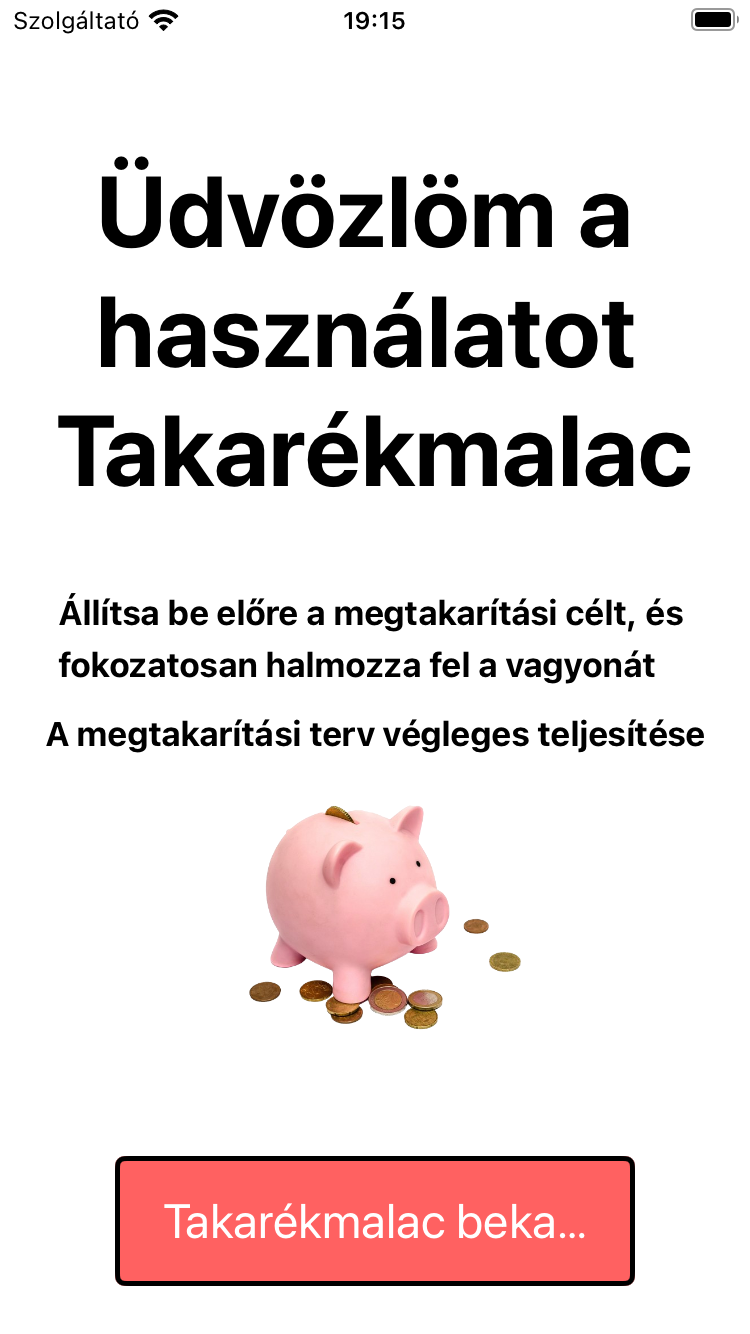 Szolgáltató 19:15
Üdvözlöm a
használatot
Takarékmalac
Állítsa be előre a megtakarítási célt, és
fokozatosan halmozza fel a vagyonát
A megtakarítási terv végleges teljesítése
Takarékmalac beka...